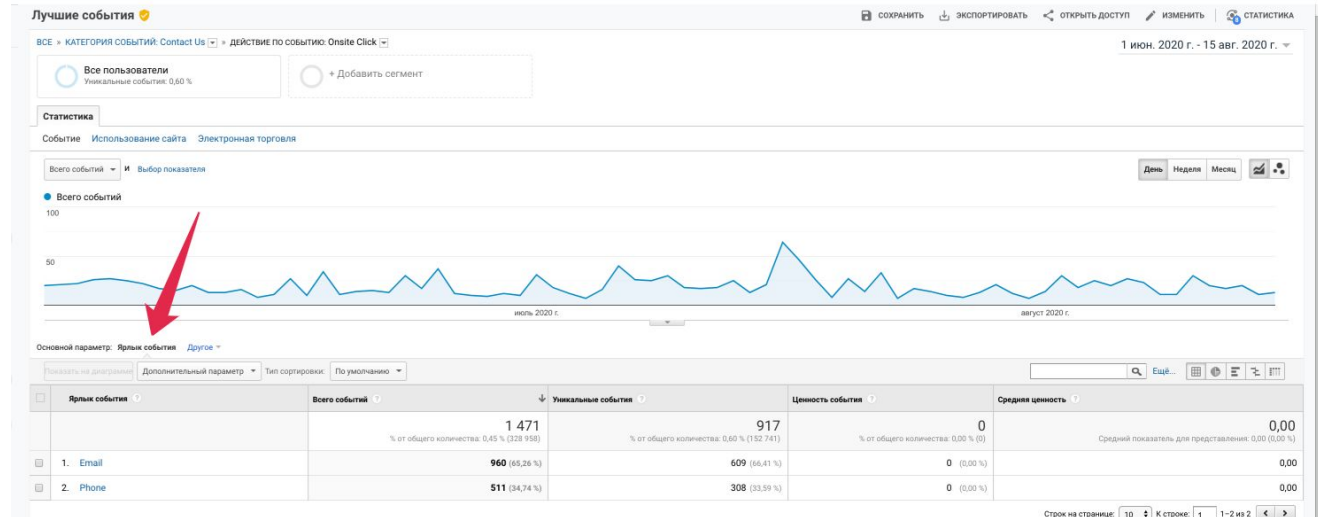 Лучшие события
СОХРАНИТЬ ЭКСПОРТИРОВАТЬ ОТКРЫТЬ ДОСТУП ИЗМЕНИТЬ СТАТИСТИКА
ВСЕ » КАТЕГОРИЯ СОБЫТИЙ: Contact Us » ДЕЙСТВИЕ ПО СОБЫТИЮ: Onsite Click
1 июн. 2020 г. - 15 авг. 2020 г.
Все пользователи
Уникальные события: 0,60 %
+ Добавить сегмент
Статистика
Событие Использование сайта Электронная торговля
Всего событий И Выбор показателя
День Неделя Месяц
Всего событий
100
50
июль 2020 г.
август 2020 г.
Основной параметр: Ярлык события Другое
Показать на диаграмме Дополнительный параметр Тип сортировки: По умолчанию Ещё...
Ярлык события Всего событий Уникальные события Ценность события Средняя ценность
1 471 917 0 0,00
% от общего количества: 0,45 % (328 958) % от общего количества: 0,60 % (152 741) % от общего количества: 0,00 % (0) Средний показатель для представления: 0,00 (0,00 %)
1. Email 960 (65,26 %) 609 (66,41 %) 0 (0,00 %) 0,00
2. Phone 511 (34,74 %) 308 (33,59 %) 0 (0,00 %) 0,00
Строк на странице: 10 К строке: 1 1–2 из 2